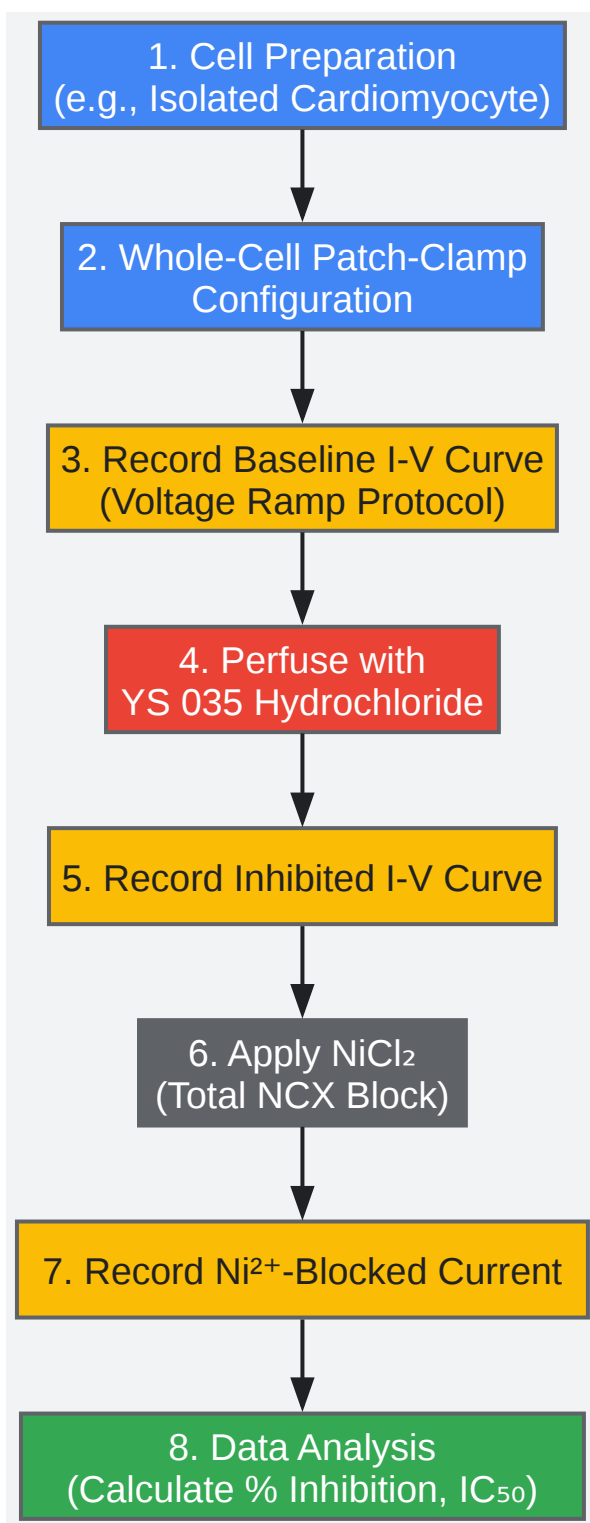 1. Cell Preparation
(e.g., Isolated Cardiomyocyte)
2. Whole-Cell Patch-Clamp
Configuration
3. Record Baseline I-V Curve
(Voltage Ramp Protocol)
4. Perfuse with
YS 035 Hydrochloride
5. Record Inhibited I-V Curve
6. Apply NiCl₂
(Total NCX Block)
7. Record Ni²⁺-Blocked Current
8. Data Analysis
(Calculate % Inhibition, IC₅₀)